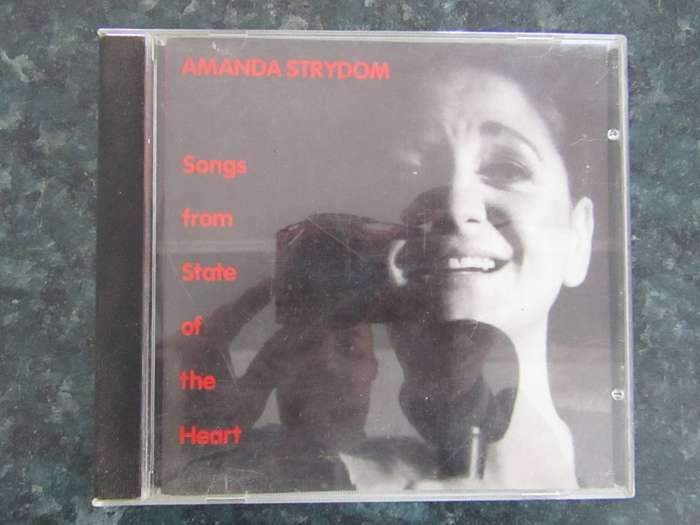 AMANDA STRYDOM
Songs
from
State
of
the
Heart